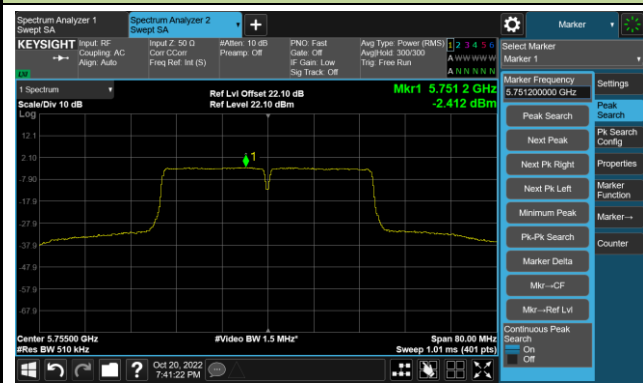 Spectrum Analyzer 1
Swept SA
Spectrum Analyzer 2
Swept SA
Marker
KEYSIGHT
Input: RF
Coupling: AC
Align: Auto
Input Z: 50 Ω
Corr CCorr
Freq Ref: Int (S)
#Atten: 10 dB
Preamp: Off
PNO: Fast
Gate: Off
IF Gain: Low
Sig Track: Off
Avg Type: Power (RMS)
Avg|Hold: 300/300
Trig: Free Run
1 2 3 4 5 6
A W W W W W
A N N N N N
Select Marker
Marker 1
1 Spectrum
Scale/Div 10 dB
Log
Ref Lvl Offset 22.10 dB
Ref Level 22.10 dBm
Mkr1 5.751 2 GHz
-2.412 dBm
12.1
2.10
-7.90
-17.9
-27.9
-37.9
-47.9
-57.9
-67.9
1
Center 5.75500 GHz
#Res BW 510 kHz
#Video BW 1.5 MHz*
Span 80.00 MHz
Sweep 1.01 ms (401 pts)
Marker Frequency
5.751200000 GHz
Peak Search
Next Peak
Next Pk Right
Next Pk Left
Minimum Peak
Pk-Pk Search
Marker Delta
Mkr→CF
Mkr→Ref Lvl
Continuous Peak
Search
On
Off
Settings
Peak
Search
Pk Search
Config
Properties
Marker
Function
Marker→
Counter
?
Oct 20, 2022
7:41:22 PM